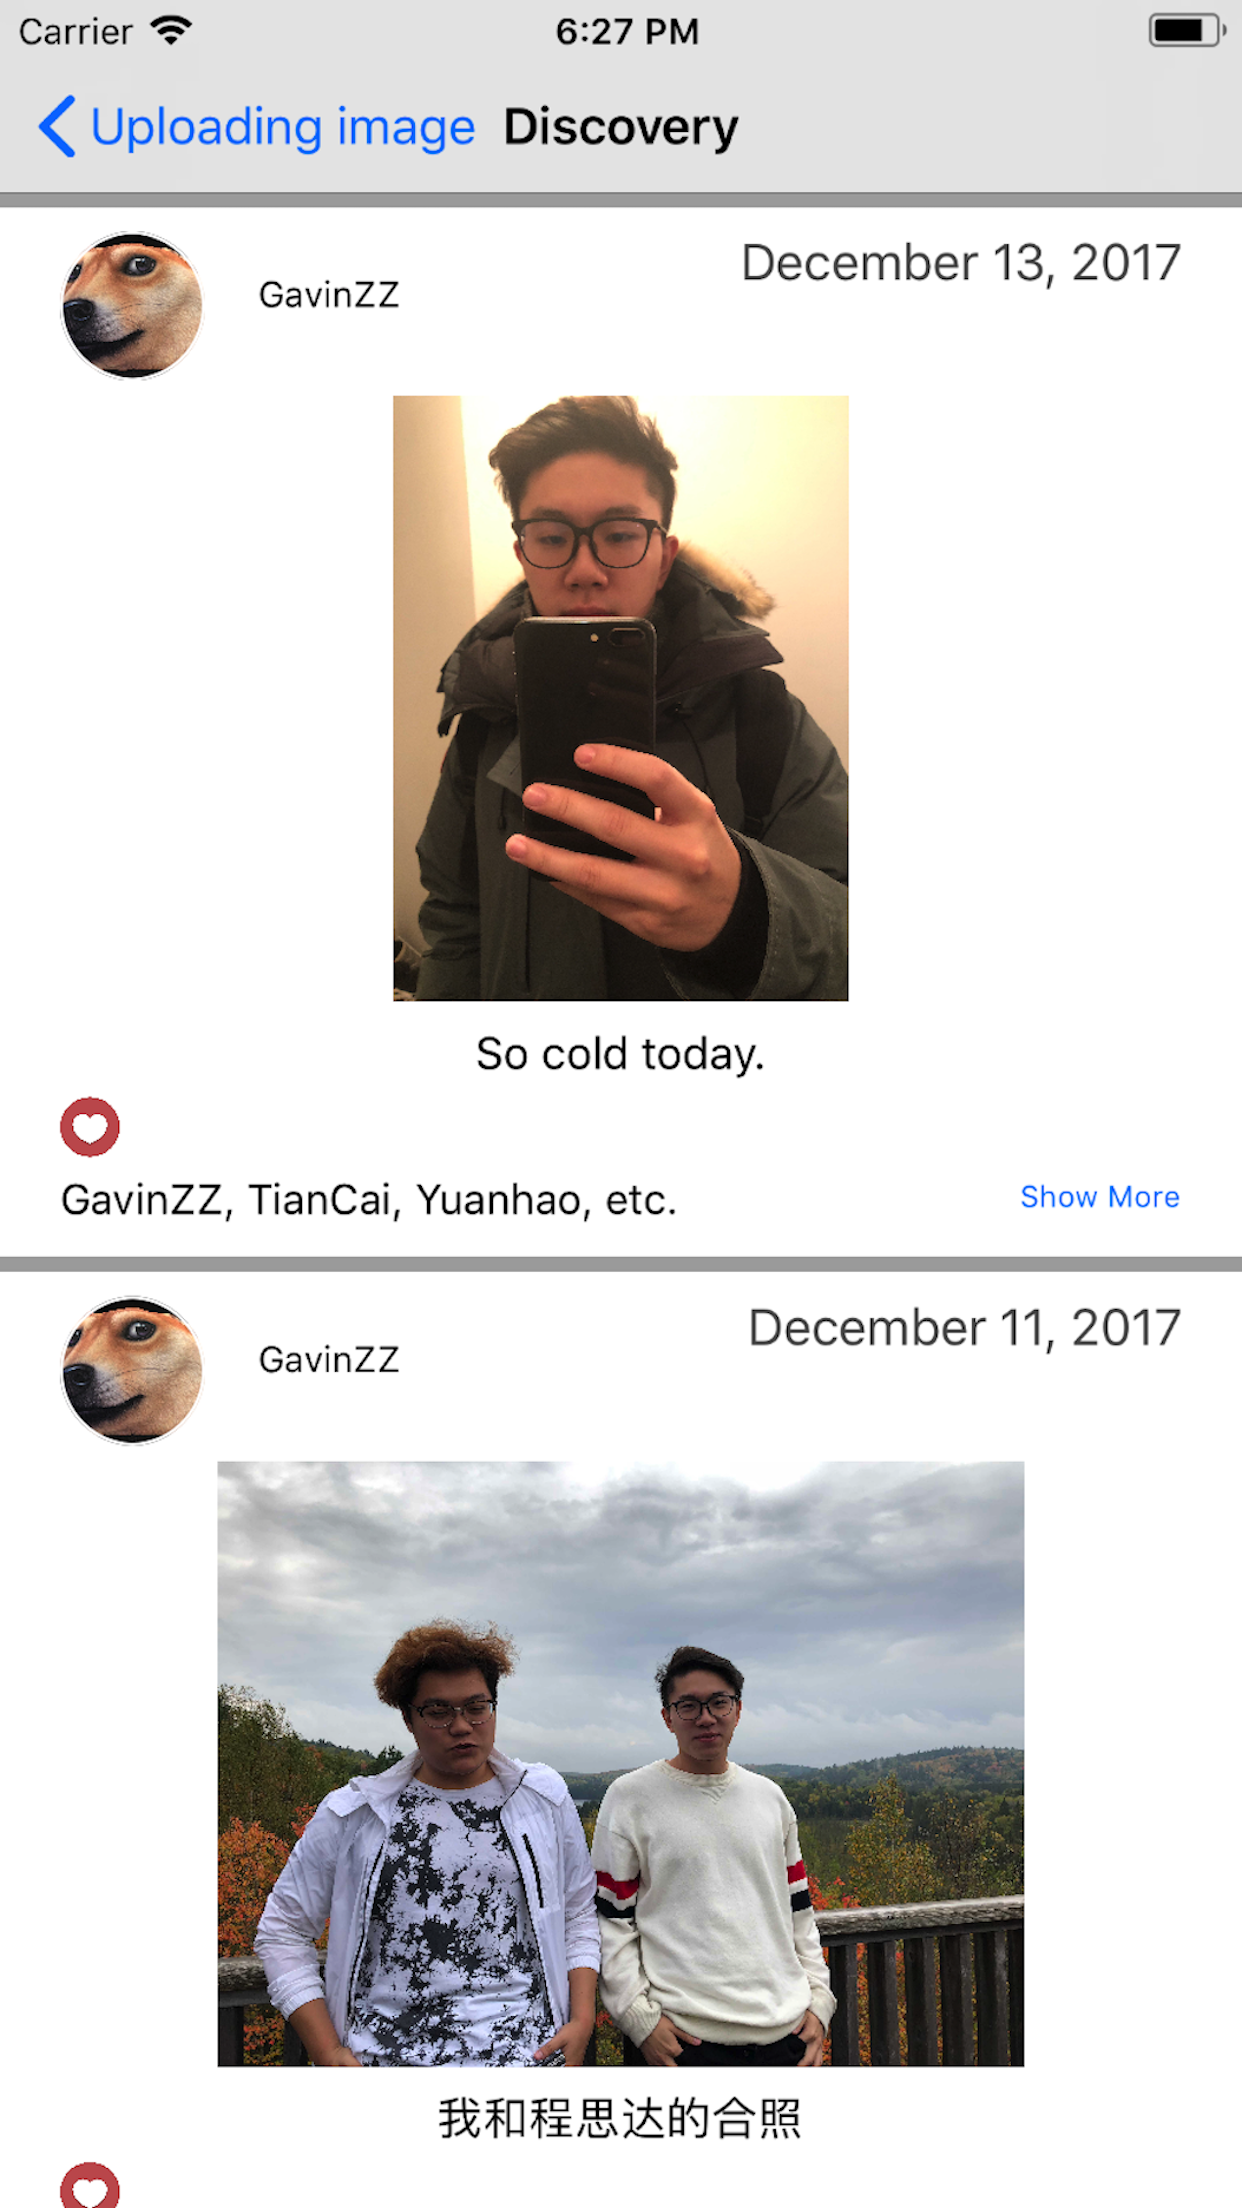 Carrier 6:27 PM
Uploading image Discovery
GavinZZ December 13, 2017
So cold today.
GavinZZ, TianCai, Yuanhao, etc. Show More
GavinZZ December 11, 2017
我和程思达的合照